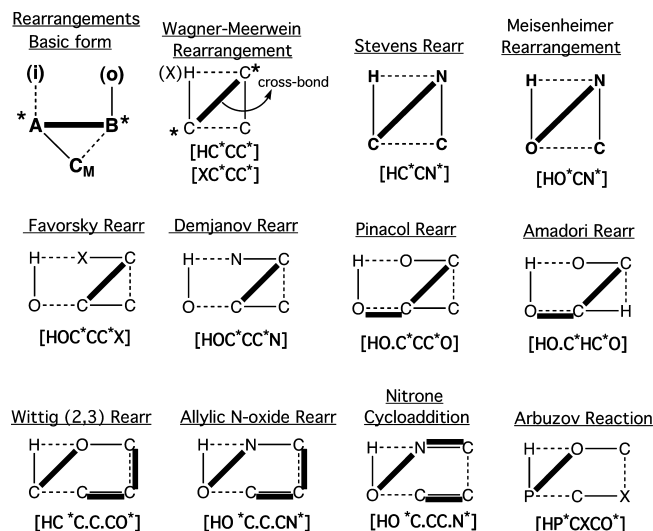 Rearrangements
Basic form
(i) (o)
*A B*
CM
Wagner-Meerwein
Rearrangement
(X)H C*
cross-bond
*C C
[HC*CC*]
[XC*CC*]
Stevens Rearr
H N
C C
[HC*CN*]
Meisenheimer
Rearrangement
H N
O C
[HO*CN*]
Favorsky Rearr
H X C
O C C
[HOC*CC*X]
Demjanov Rearr
H N C
O C C
[HOC*CC*N]
Pinacol Rearr
H O C
O C C
[HO.C*CC*O]
Amadori Rearr
H O C
O C H
[HO.C*HC*O]
Wittig (2,3) Rearr
H O C
C C C
[HC *C.C.CO*]
Allylic N-oxide Rearr
H N C
O C C
[HO *C.C.CN*]
Nitrone
Cycloaddition
H N C
O C C
[HO *C.CC.N*]
Arbuzov Reaction
H O C
P C X
[HP*CXCO*]